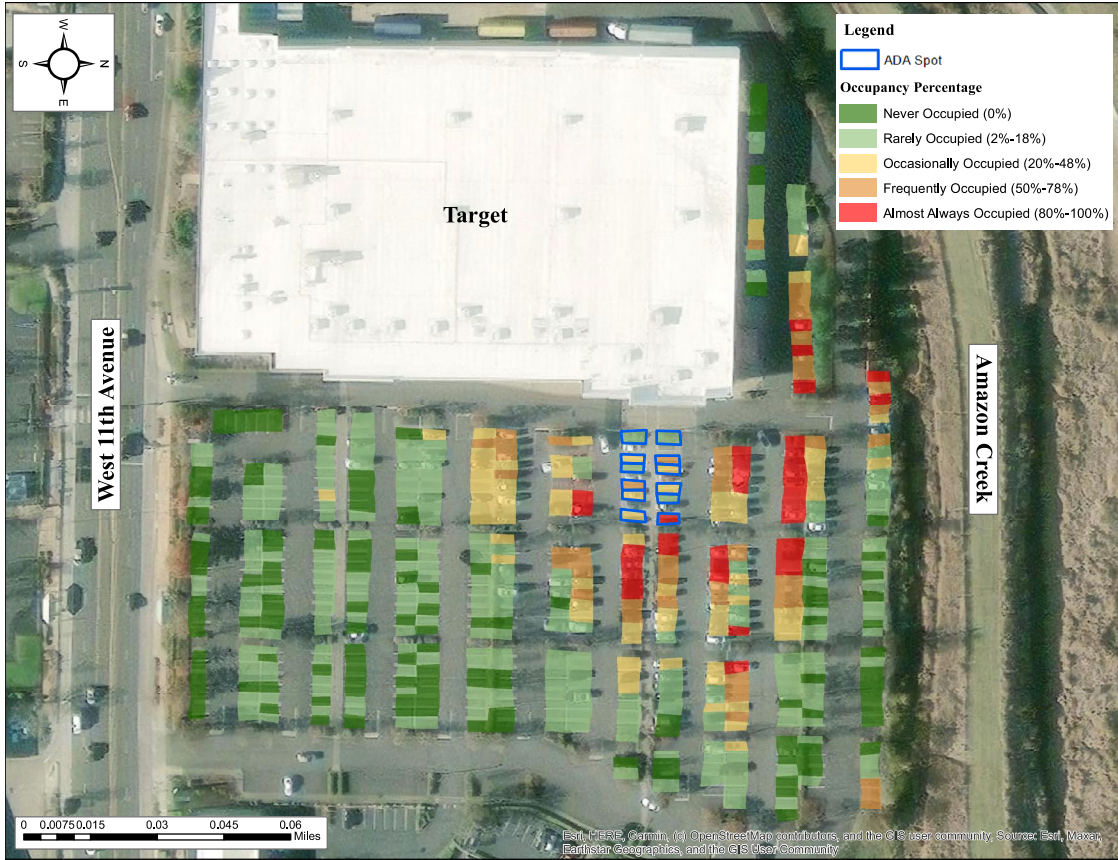 W
S
N
E
Legend
ADA Spot
Occupancy Percentage
Never Occupied (0%)
Rarely Occupied (2%-18%)
Occasionally Occupied (20%-48%)
Frequently Occupied (50%-78%)
Almost Always Occupied (80%-100%)
Target
West 11th Avenue
Amazon Creek
0 0.0075 0.015 0.03 0.045 0.06
Miles
Esri, HERE, Garmin, (c) OpenStreetMap contributors, and the GIS user community, Source: Esri, Maxar,
Earthstar Geographics, and the GIS User Community